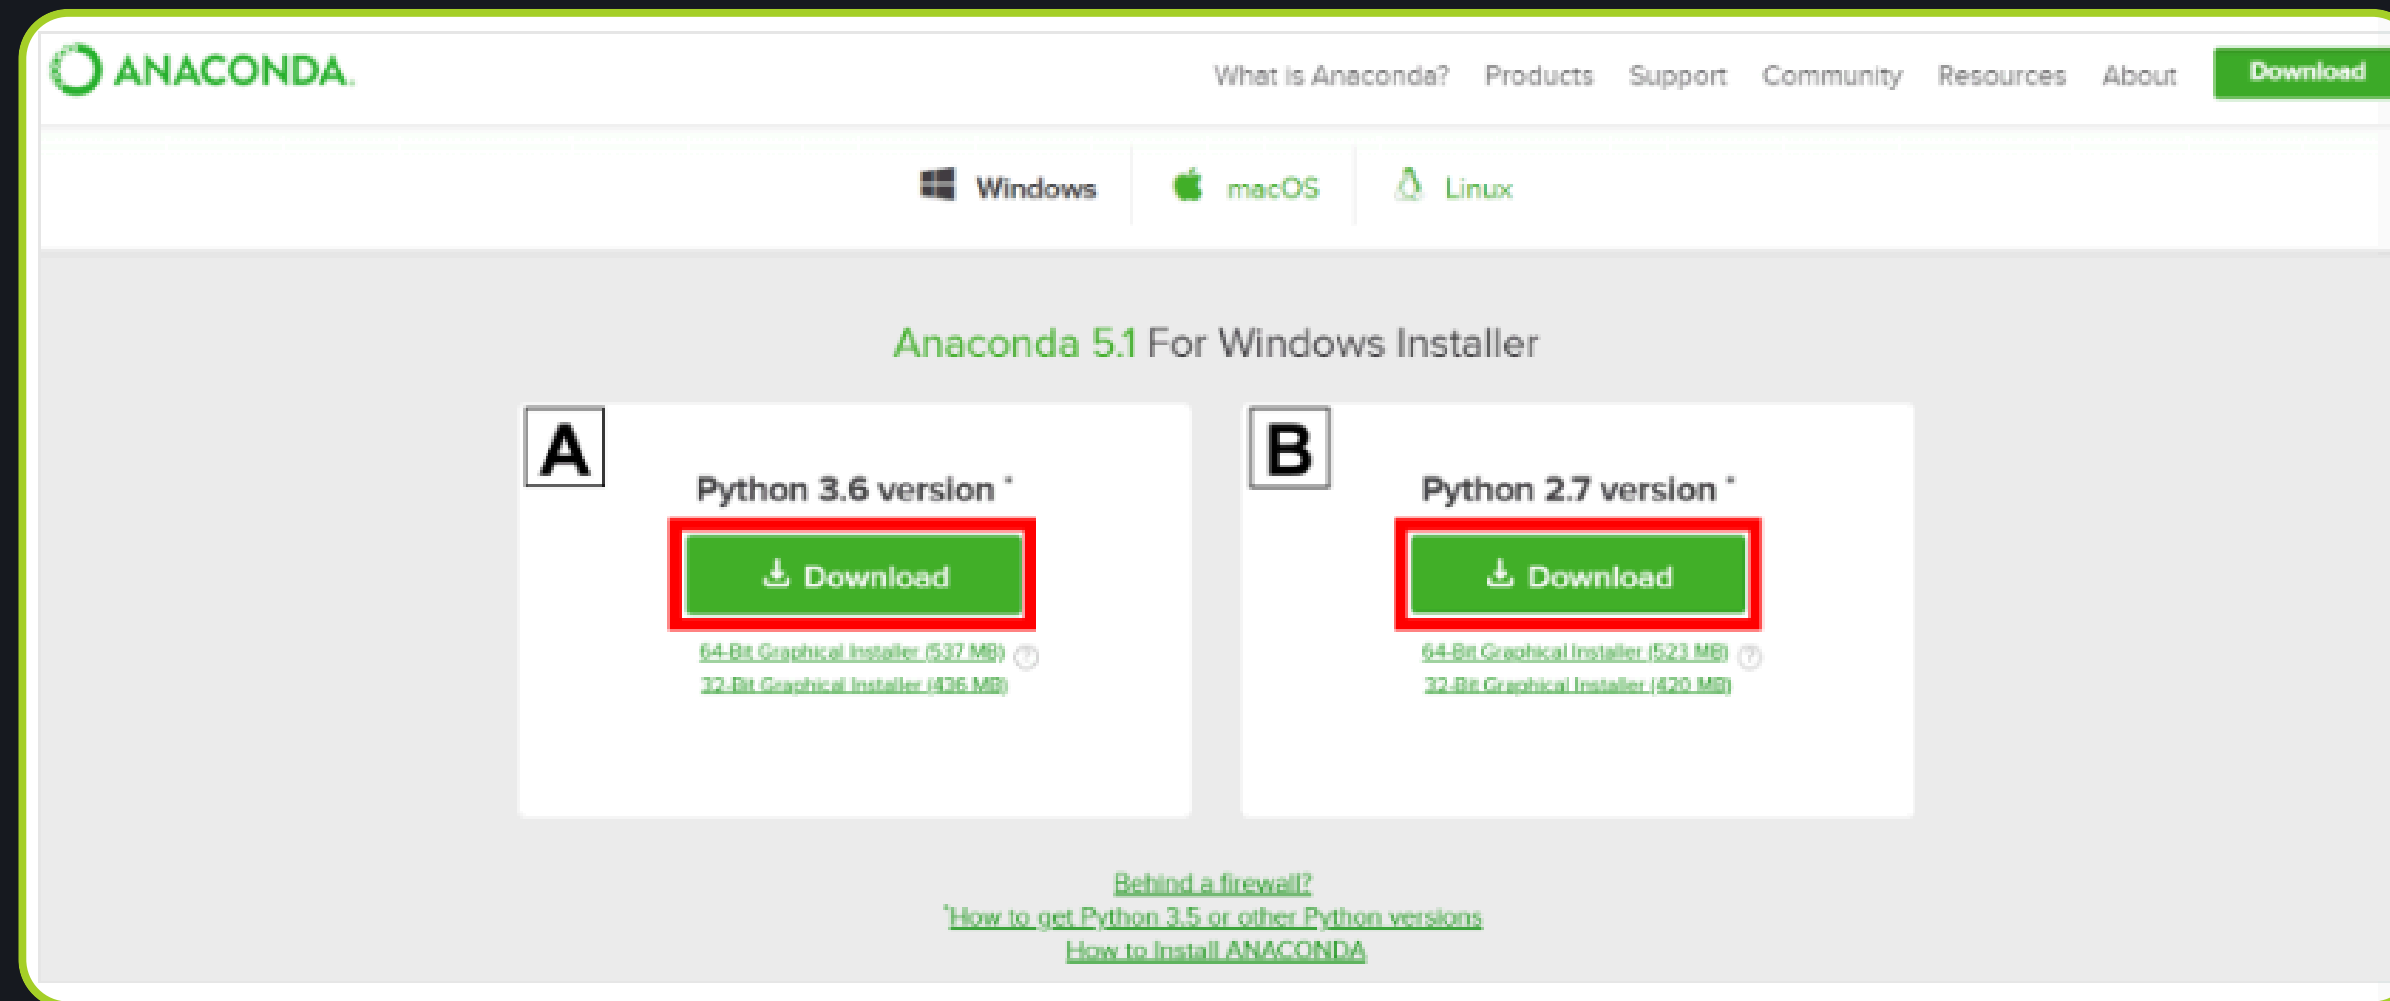 ANACONDA.
What is Anaconda? Products Support Community Resources About Download
Windows macOS Linux
Anaconda 5.1 For Windows Installer
A
Python 3.6 version *
Download
64-Bit Graphical Installer (537 MB) ?
32-Bit Graphical Installer (436 MB)
B
Python 2.7 version *
Download
64-Bit Graphical Installer (523 MB) ?
32-Bit Graphical Installer (420 MB)
Behind a firewall?
*How to get Python 3.5 or other Python versions
How to Install ANACONDA